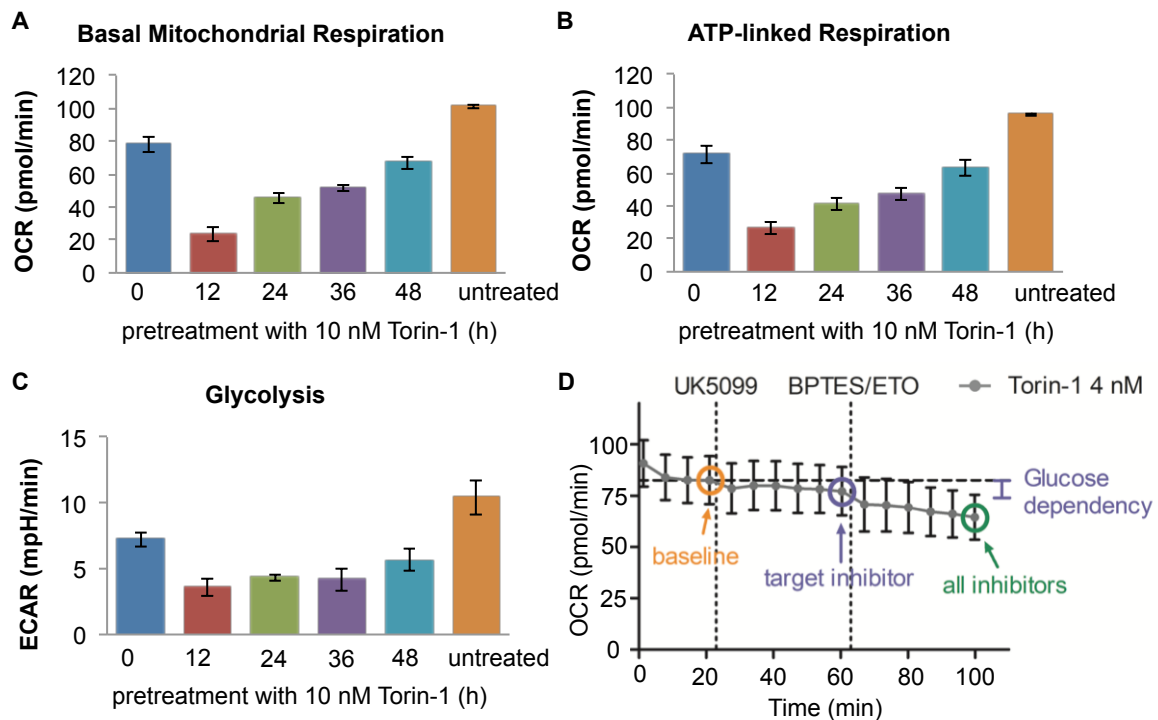 A
Basal Mitochondrial Respiration
OCR (pmol/min)
120
100
80
60
40
20
0
0 12 24 36 48 untreated
pretreatment with 10 nM Torin-1 (h)
B
ATP-linked Respiration
OCR (pmol/min)
120
100
80
60
40
20
0
0 12 24 36 48 untreated
pretreatment with 10 nM Torin-1 (h)
C
Glycolysis
ECAR (mpH/min)
15
10
5
0
0 12 24 36 48 untreated
pretreatment with 10 nM Torin-1 (h)
D
UK5099 BPTES/ETO Torin-1 4 nM
OCR (pmol/min)
100
75
50
25
0
Glucose
dependency
baseline
target inhibitor
all inhibitors
0 20 40 60 80 100
Time (min)